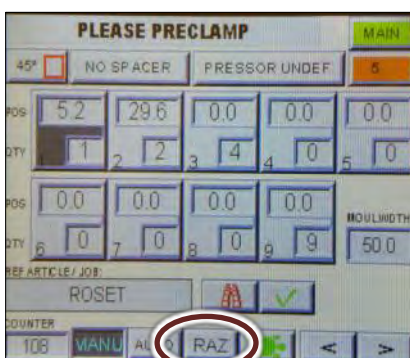 PLEASE PRECLAMP MAIN
45° NO SPACER PRESSOR UNDEF 5
POS 5.2 29.6 0.0 0.0 0.0
QTY 1 1 2 2 3 4 4 0 5 0
POS 0.0 0.0 0.0 0.0 MOULWIDTH
QTY 6 0 7 0 8 0 9 9 50.0
REF ARTICLE/ JOB:
ROSET
COUNTER
108 MANU RAZ < >